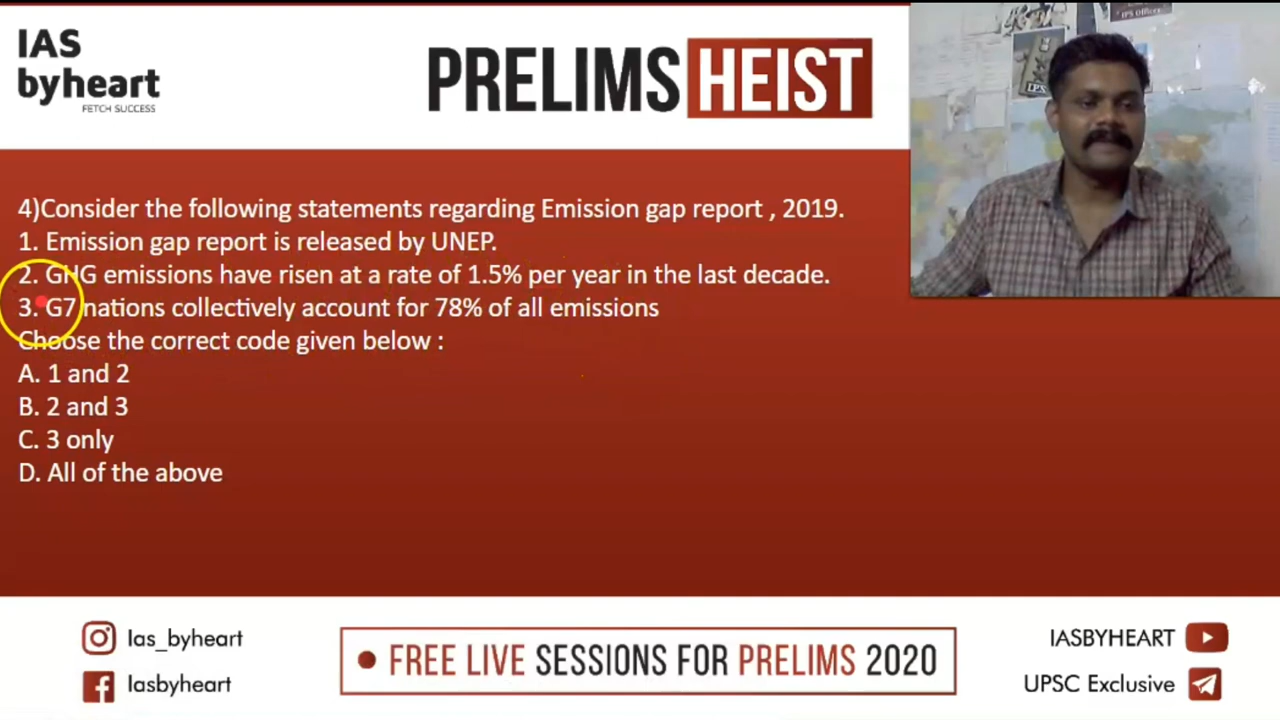 IAS
byheart
FETCH SUCCESS
PRELIMS HEIST
IPS Officer
IPS
4)Consider the following statements regarding Emission gap report , 2019.
1. Emission gap report is released by UNEP.
2. GHG emissions have risen at a rate of 1.5% per year in the last decade.
3. G7 nations collectively account for 78% of all emissions
Choose the correct code given below :
A. 1 and 2
B. 2 and 3
C. 3 only
D. All of the above
Ias_byheart
Iasbyheart
FREE LIVE SESSIONS FOR PRELIMS 2020
IASBYHEART
UPSC Exclusive